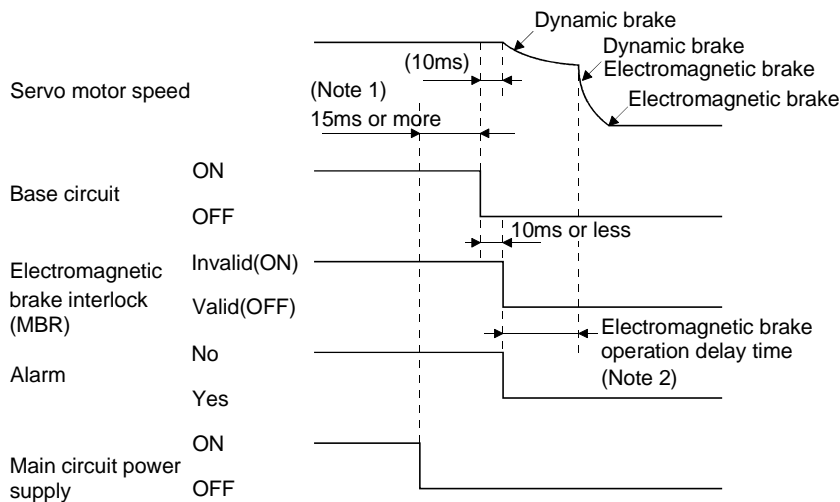 Dynamic brake
Dynamic brake
(10ms)
Electromagnetic brake
Servo motor speed
(Note 1)
15ms or more
Electromagnetic brake
ON
Base circuit
OFF
10ms or less
Electromagnetic
brake interlock
(MBR)
Invalid(ON)
Valid(OFF)
Electromagnetic brake
operation delay time
(Note 2)
No
Alarm
Yes
ON
Main circuit power
supply
OFF